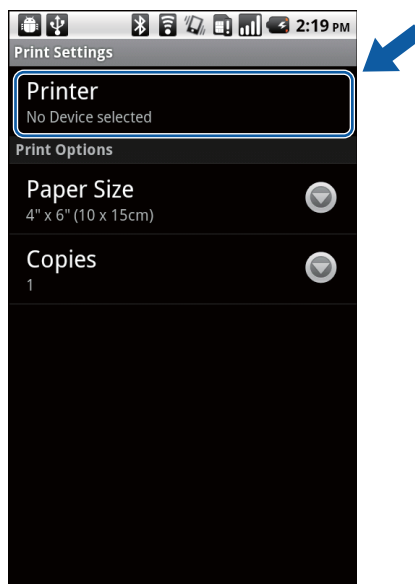 2:19 PM
Print Settings
Printer
No Device selected
Print Options
Paper Size
4" x 6" (10 x 15cm)
Copies
1